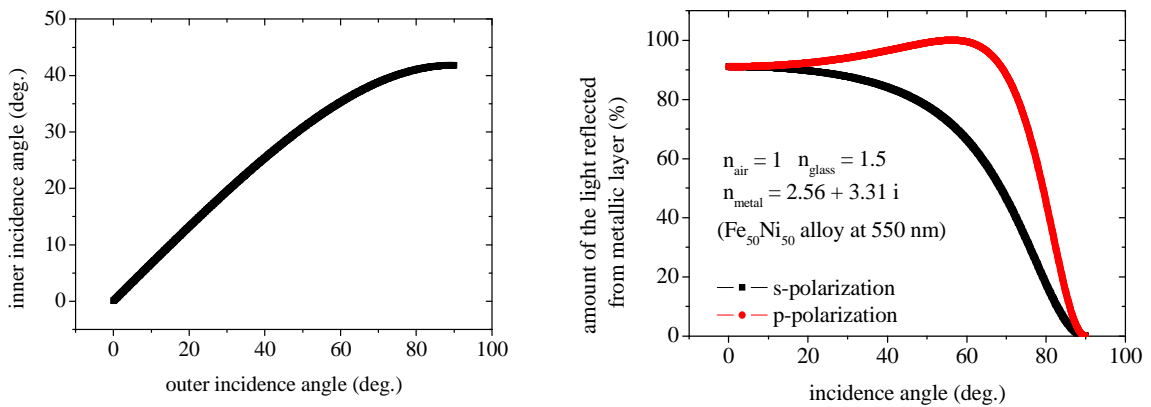 50
40
30
20
10
0
0 20 40 60 80 100
inner incidence angle (deg.)
outer incidence angle (deg.)
100
80
60
40
20
0
0 20 40 60 80 100
amount of the light reflected
from metallic layer (%)
incidence angle (deg.)
n_air = 1 n_glass = 1.5
n_metal = 2.56 + 3.31 i
(Fe50Ni50 alloy at 550 nm)
s-polarization
p-polarization